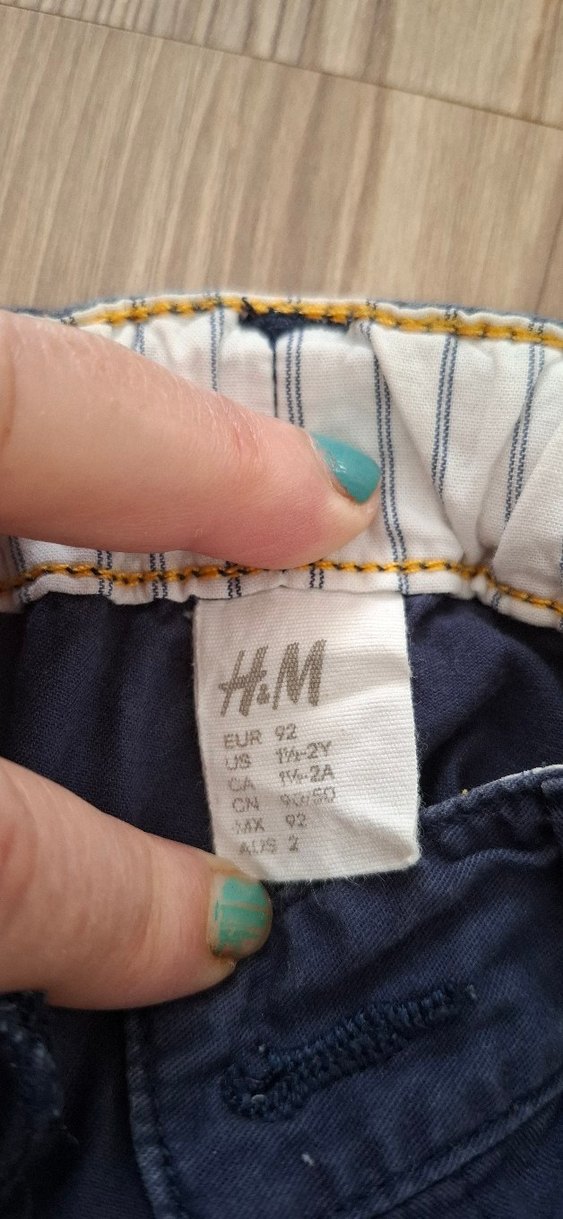 H&M
EUR 92
US 1½-2Y
CA 1½-2A
CN 90/50
MX 92
AUS 2